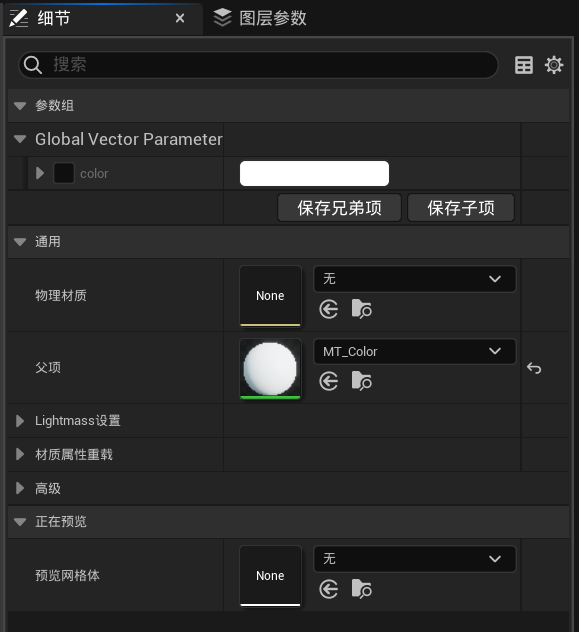 细节 × 图层参数
搜索
参数组
Global Vector Parameter
color
保存兄弟项 保存子项
通用
物理材质 None 无
父项 MT_Color
Lightmass设置
材质属性重载
高级
正在预览
预览网格体 None 无